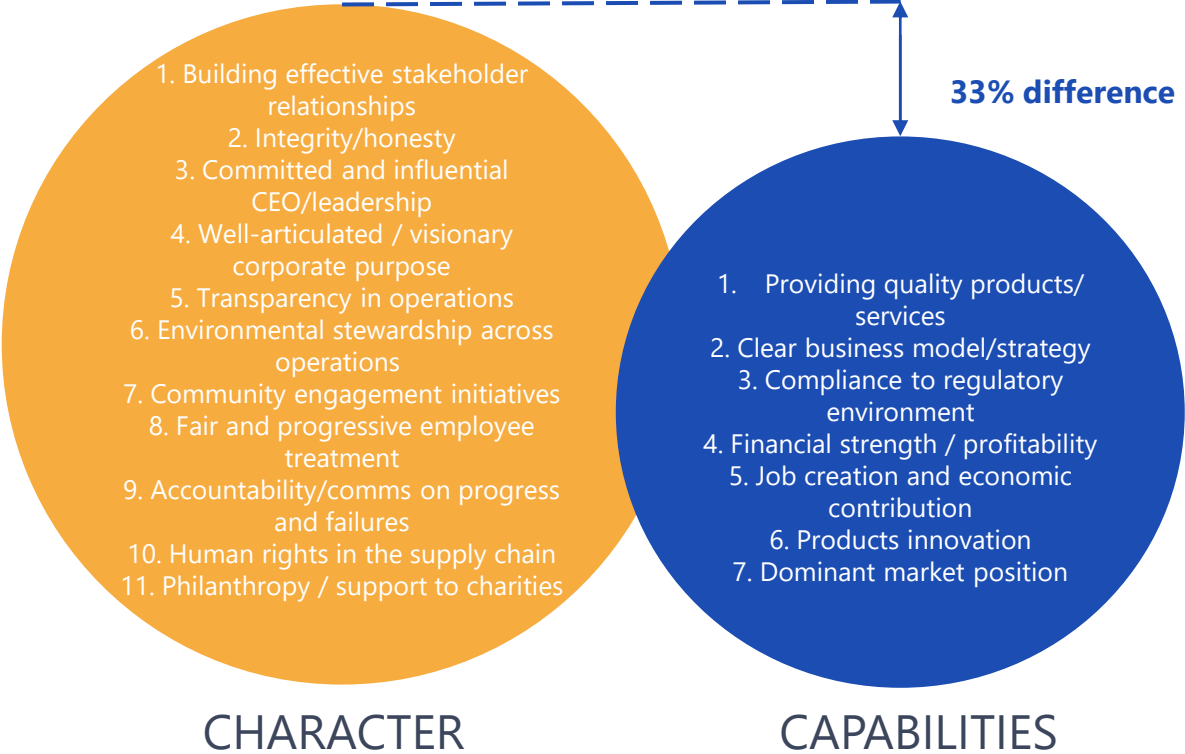 1. Building effective stakeholder
relationships
2. Integrity/honesty
3. Committed and influential
CEO/leadership
4. Well-articulated / visionary
corporate purpose
5. Transparency in operations
6. Environmental stewardship across
operations
7. Community engagement initiatives
8. Fair and progressive employee
treatment
9. Accountability/comms on progress
and failures
10. Human rights in the supply chain
11. Philanthropy / support to charities
CHARACTER
33% difference
1. Providing quality products/
services
2. Clear business model/strategy
3. Compliance to regulatory
environment
4. Financial strength / profitability
5. Job creation and economic
contribution
6. Products innovation
7. Dominant market position
CAPABILITIES